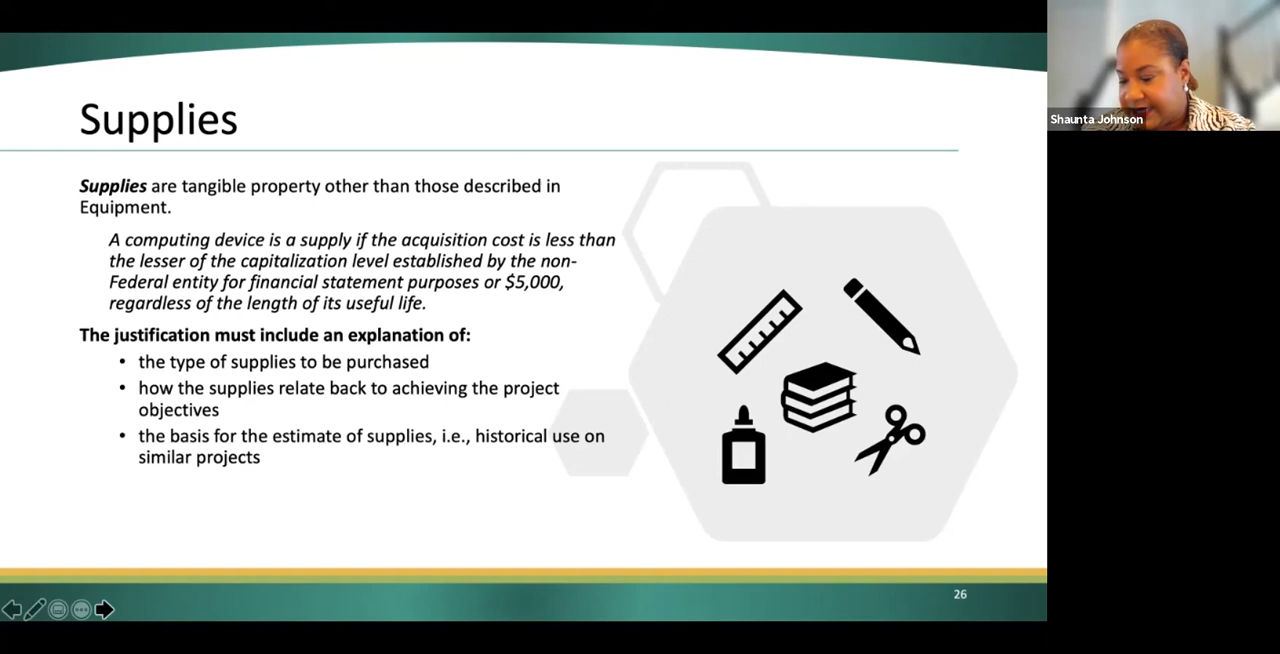 Supplies
Supplies are tangible property other than those described in
Equipment.
A computing device is a supply if the acquisition cost is less than
the lesser of the capitalization level established by the non-
Federal entity for financial statement purposes or $5,000,
regardless of the length of its useful life.
The justification must include an explanation of:
• the type of supplies to be purchased
• how the supplies relate back to achieving the project
objectives
• the basis for the estimate of supplies, i.e., historical use on
similar projects
26
Shaunta Johnson